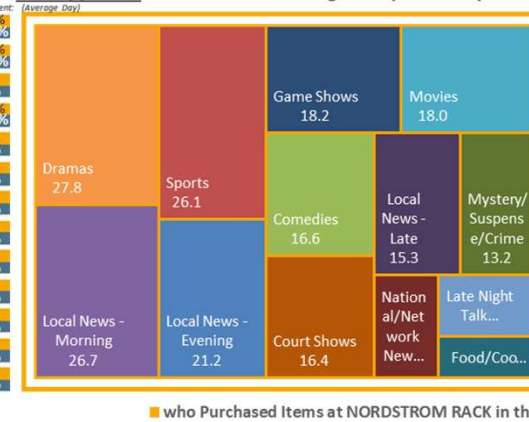 ent: (Average Day)
%
%
%
%
%
%
Dramas
27.8
Sports
26.1
Game Shows
18.2
Movies
18.0
Comedies
16.6
Local
News -
Late
15.3
Mystery/
Suspens
e/Crime
13.2
Local News -
Morning
26.7
Local News -
Evening
21.2
Court Shows
16.4
Nation
al/Net
work
New...
Late Night
Talk...
Food/Coo...
who Purchased Items at NORDSTROM RACK in th